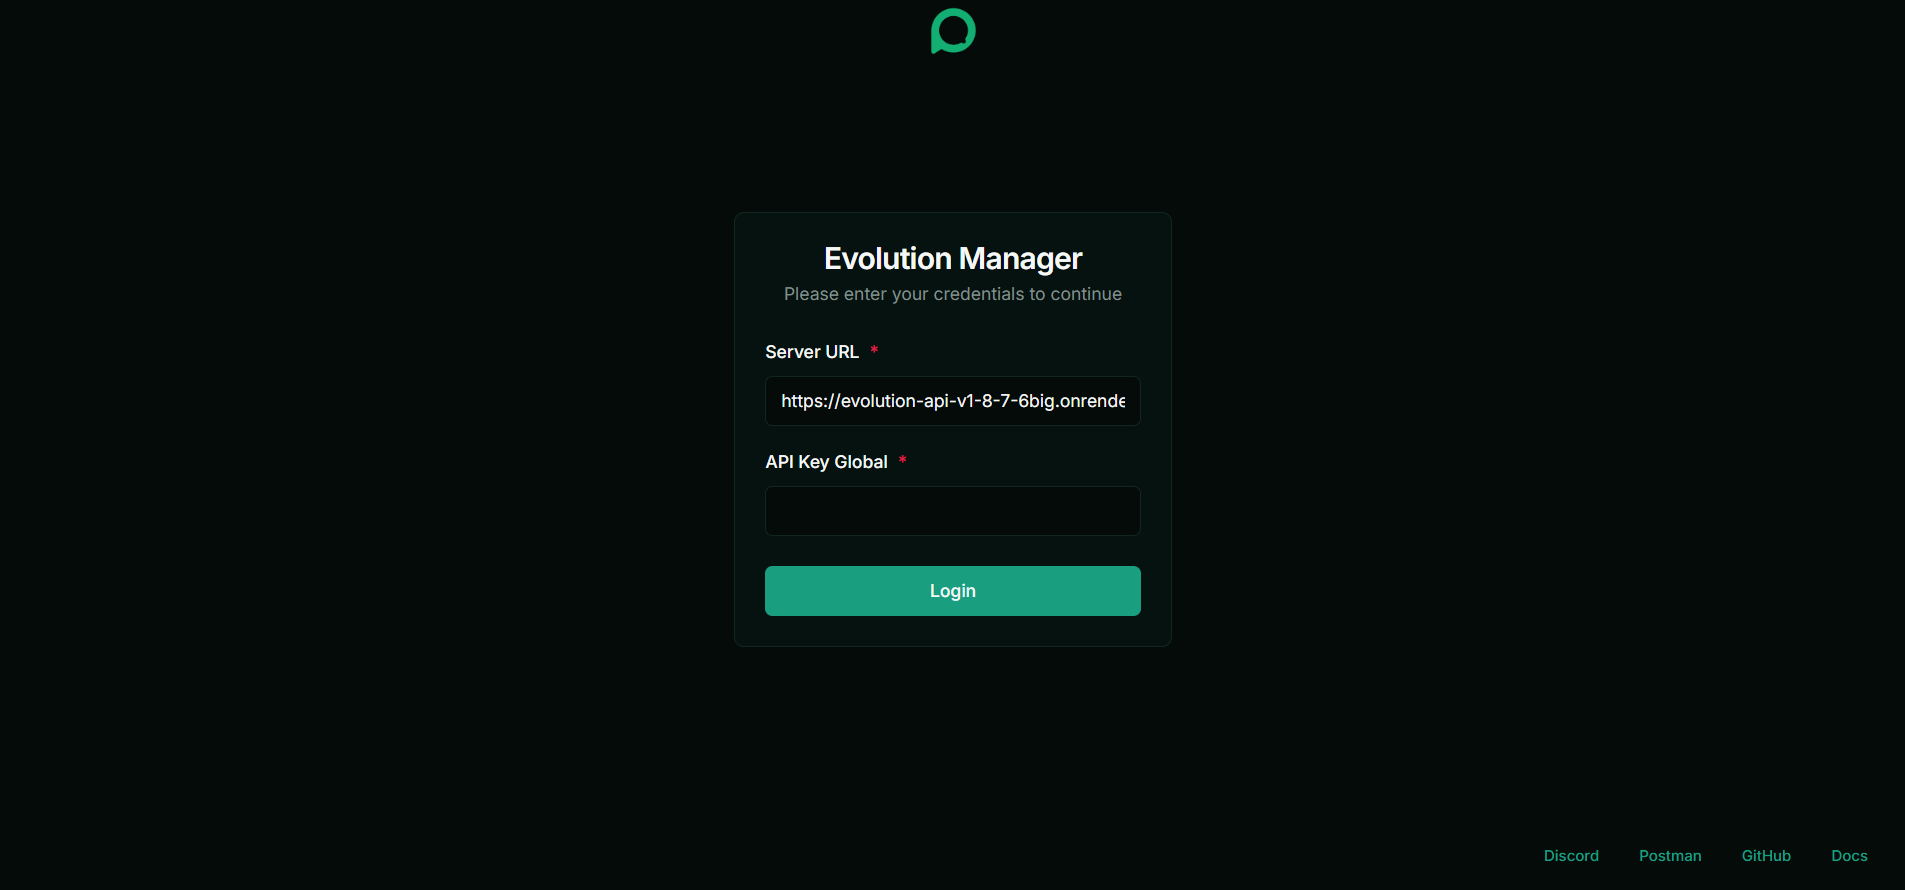 Evolution Manager
Please enter your credentials to continue
Server URL *
https://evolution-api-v1-8-7-6big.onrende
API Key Global *
Login
Discord Postman GitHub Docs